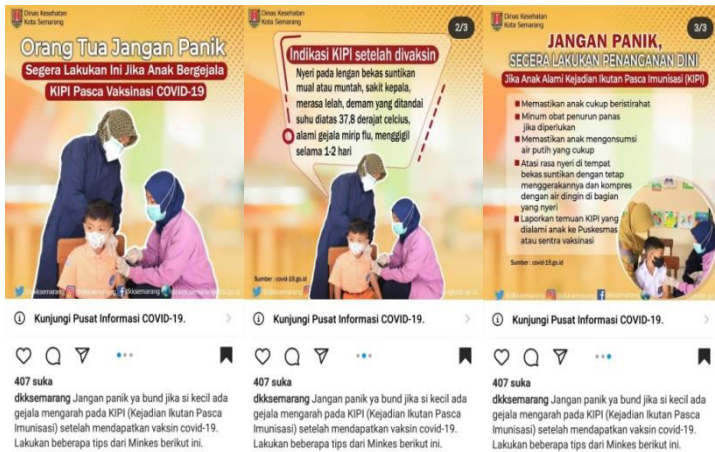 Dinas Kesehatan
Kota Semarang
Orang Tua Jangan Panik
Segera Lakukan Ini Jika Anak Bergejala
KIPI Pasca Vaksinasi COVID-19
dkksemarang
Kunjungi Pusat Informasi COVID-19.
407 suka
dkksemarang Jangan panik ya bund jika si kecil ada
gejala mengarah pada KIPI (Kejadian Ikutan Pasca
Imunisasi) setelah mendapatkan vaksin covid-19.
Lakukan beberapa tips dari Minkes berikut ini.
Dinas Kesehatan
Kota Semarang
2/3
Indikasi KIPI setelah divaksin
Nyeri pada lengan bekas suntikan
mual atau muntah, sakit kepala,
merasa lelah, demam yang ditandai
suhu diatas 37,8 derajat celcius,
alami gejala mirip flu, menggigil
selama 1-2 hari
Sumber : covid-19.go.id
dkksemarang
Kunjungi Pusat Informasi COVID-19.
407 suka
dkksemarang Jangan panik ya bund jika si kecil ada
gejala mengarah pada KIPI (Kejadian Ikutan Pasca
Imunisasi) setelah mendapatkan vaksin covid-19.
Lakukan beberapa tips dari Minkes berikut ini.
Dinas Kesehatan
Kota Semarang
3/3
JANGAN PANIK,
SEGERA LAKUKAN PENANGANAN DINI
Jika Anak Alami Kejadian Ikutan Pasca Imunisasi (KIPI)
Memastikan anak cukup beristirahat
Minum obat penurun panas
jika diperlukan
Memastikan anak mengonsumsi
air putih yang cukup
Atasi rasa nyeri di tempat
bekas suntikan dengan tetap
menggerakannya dan kompres
dengan air dingin di bagian
yang nyeri
Laporkan temuan KIPI yang
dialami anak ke Puskesmas
atau sentra vaksinasi
Sumber : covid-19.go.id
dkksemarang
Kunjungi Pusat Informasi COVID-19.
407 suka
dkksemarang Jangan panik ya bund jika si kecil ada
gejala mengarah pada KIPI (Kejadian Ikutan Pasca
Imunisasi) setelah mendapatkan vaksin covid-19.
Lakukan beberapa tips dari Minkes berikut ini.